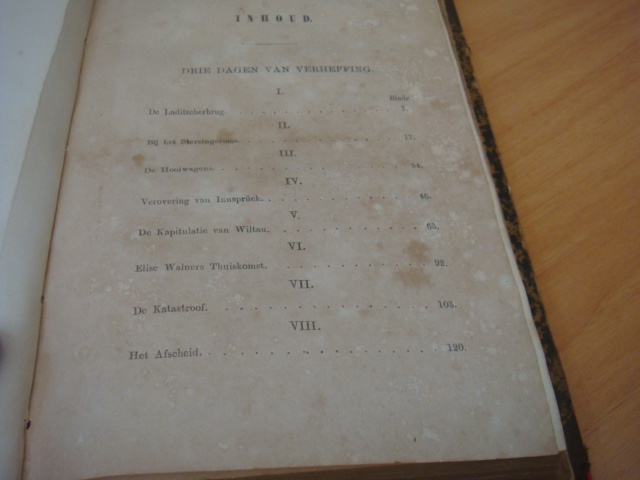 INHOUD.
DRIE DAGEN VAN VERHEFFING.
I.
Bladz.
De Laditscherbrug. 1.
II.
Bij het Sterzingermoos. 17.
III.
De Hooiwagens. 34.
IV.
Verovering van Innsprück. 46.
V.
De Kapitulatie van Wiltau. 65.
VI.
Elise Wainers Thuiskomst. 92.
VII.
De Katastroof. 103.
VIII.
Het Afscheid. 120.